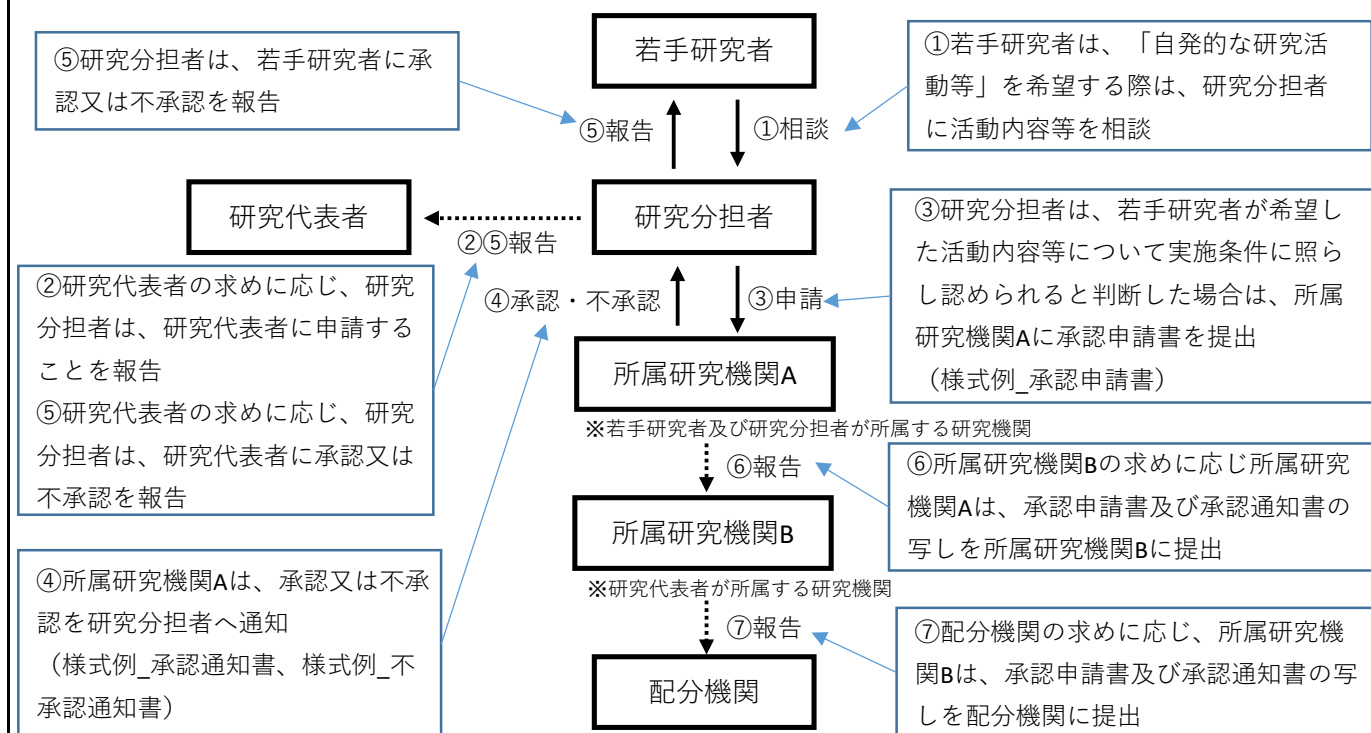 若手研究者
⑤研究分担者は、若手研究者に承
認又は不承認を報告
①若手研究者は、「自発的な研究活
動等」を希望する際は、研究分担者
に活動内容等を相談
⑤報告
①相談
研究代表者
研究分担者
②⑤報告
③研究分担者は、若手研究者が希望し
た活動内容等について実施条件に照ら
し認められると判断した場合は、所属
研究機関Aに承認申請書を提出
（様式例_承認申請書）
②研究代表者の求めに応じ、研究
分担者は、研究代表者に申請する
ことを報告
⑤研究代表者の求めに応じ、研究
分担者は、研究代表者に承認又は
不承認を報告
④承認・不承認
③申請
所属研究機関A
※若手研究者及び研究分担者が所属する研究機関
⑥報告
⑥所属研究機関Bの求めに応じ所属研究
機関Aは、承認申請書及び承認通知書の
写しを所属研究機関Bに提出
所属研究機関B
※研究代表者が所属する研究機関
④所属研究機関Aは、承認又は不承
認を研究分担者へ通知
（様式例_承認通知書、様式例_不
承認通知書）
⑦報告
⑦配分機関の求めに応じ、所属研究機
関Bは、承認申請書及び承認通知書の写
しを配分機関に提出
配分機関